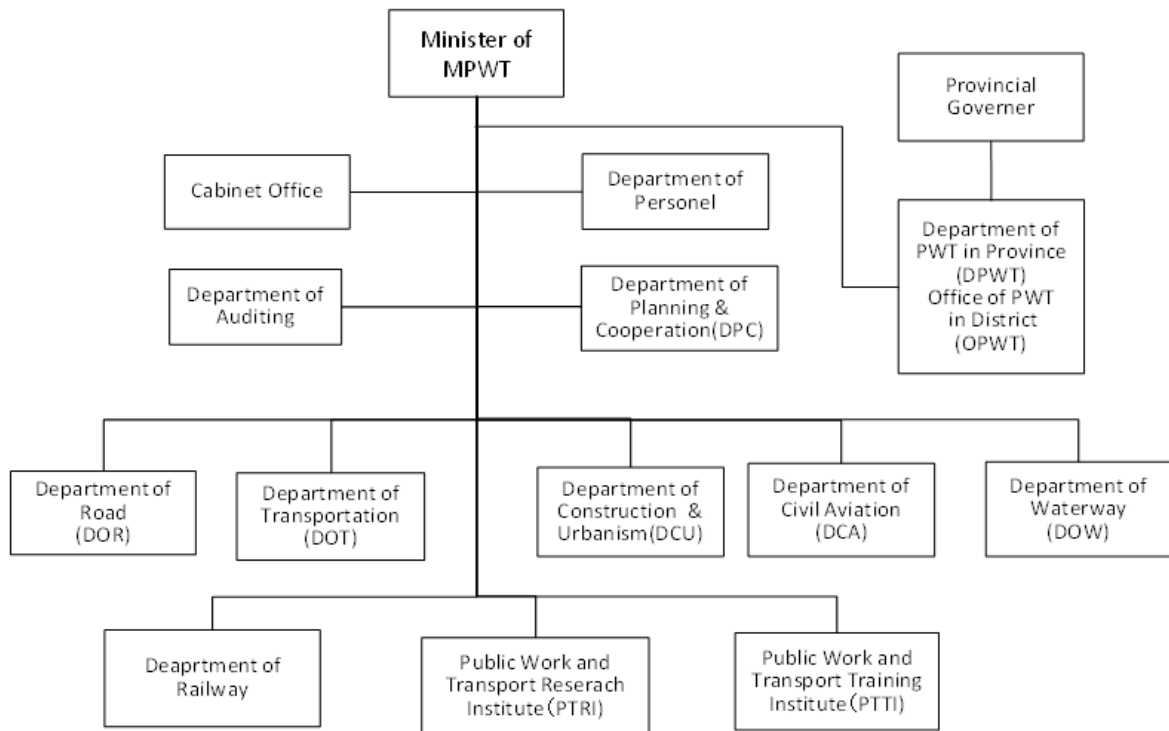 Minister of
MPWT
Provincial
Governer
Cabinet Office
Department of
Personel
Department of
PWT in Province
(DPWT)
Office of PWT
in District
(OPWT)
Department of
Auditing
Department of
Planning &
Cooperation(DPC)
Department of
Road
(DOR)
Department of
Transportation
(DOT)
Department of
Construction &
Urbanism(DCU)
Department of
Civil Aviation
(DCA)
Department of
Waterway
(DOW)
Deaprtment of
Railway
Public Work and
Transport Reserach
Institute(PTRI)
Public Work and
Transport Training
Institute(PTTI)